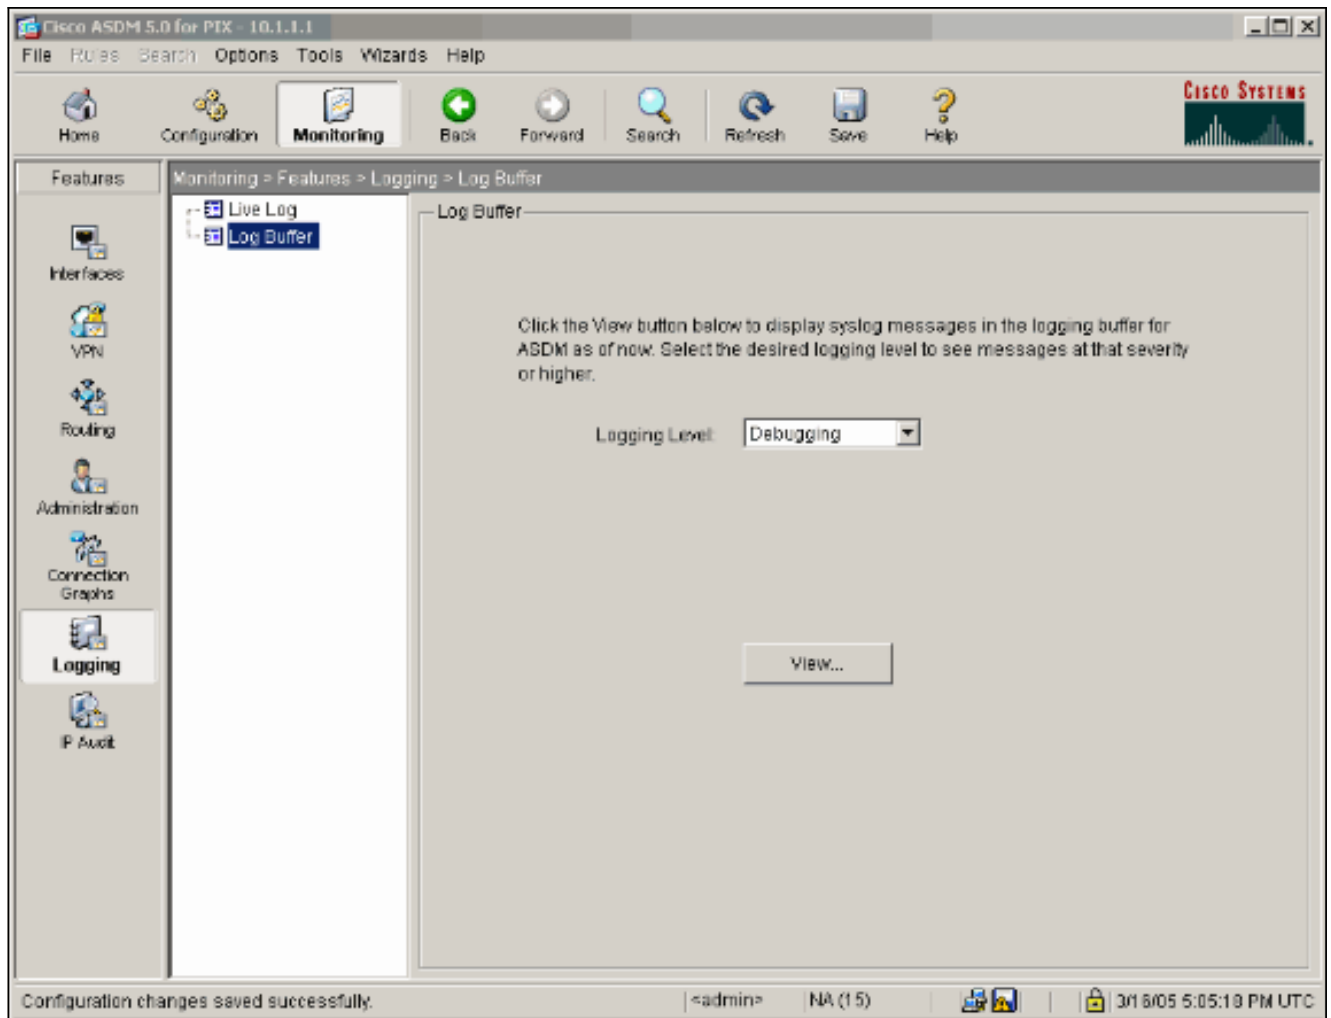 Cisco ASDM 5.0 for PIX - 10.1.1.1
File Rules Search Options Tools Wizards Help
Home Configuration Monitoring Back Forward Search Refresh Save Help
CISCO SYSTEMS
Features
Monitoring > Features > Logging > Log Buffer
Live Log
Log Buffer
Log Buffer
Interfaces
VPN
Routing
Administration
Connection
Graphs
Logging
IP Audit
Click the View button below to display syslog messages in the logging buffer for
ASDM as of now. Select the desired logging level to see messages at that severity
or higher.
Logging Level: Debugging
View...
Configuration changes saved successfully. <admin> NA (15) 3/16/05 5:05:18 PM UTC